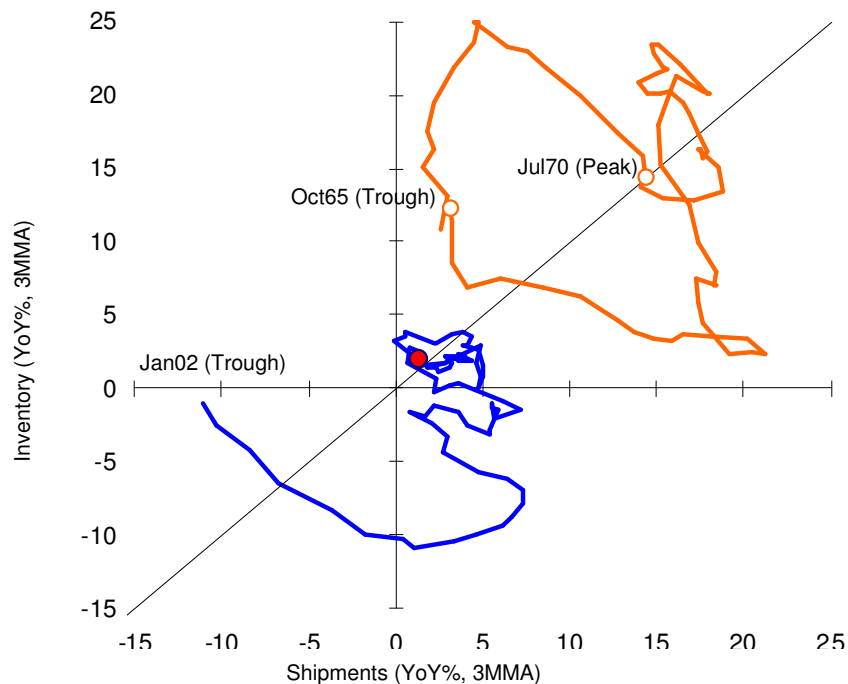 25
20
15
10
5
0
-5
-10
-15
Inventory (YoY%, 3MMA)
Jul70 (Peak)
Oct65 (Trough)
Jan02 (Trough)
-15 -10 -5 0 5 10 15 20 25
Shipments (YoY%, 3MMA)